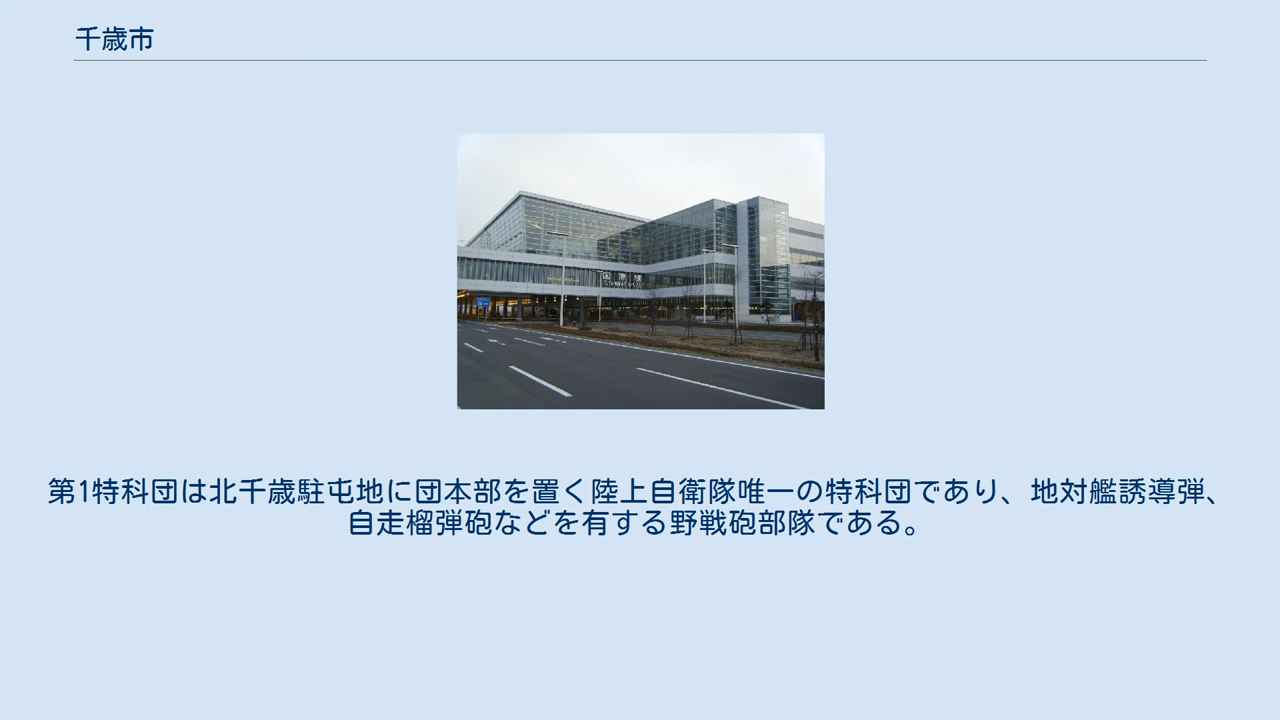 千歳市
国際線
第1特科団は北千歳駐屯地に団本部を置く陸上自衛隊唯一の特科団であり、地対艦誘導弾、
自走榴弾砲などを有する野戦砲部隊である。